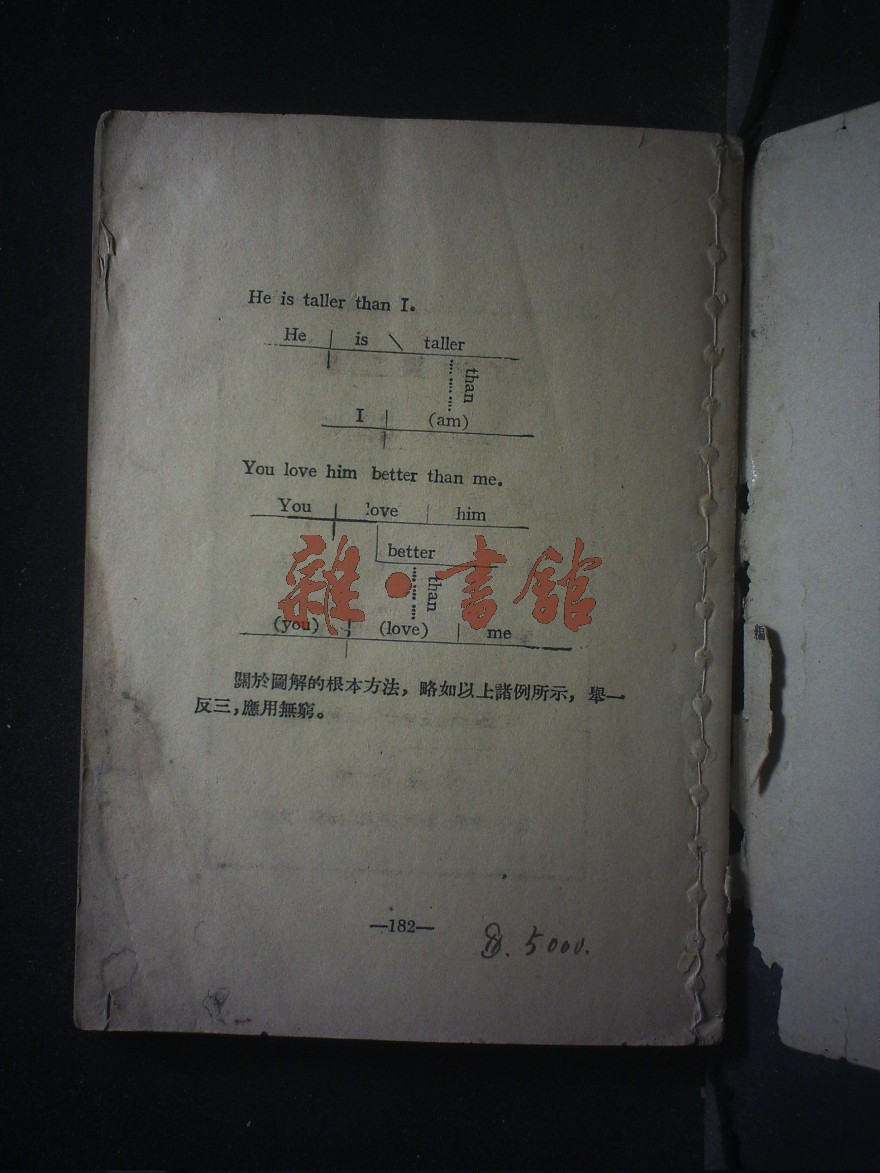 He is taller than I.
He is taller
than
I (am)
You love him better than me.
You love him
better
than
(you) (love) me
雜·書館
關於圖解的根本方法，略如以上諸例所示，舉一
反三，應用無窮。
—182—
5000.
編